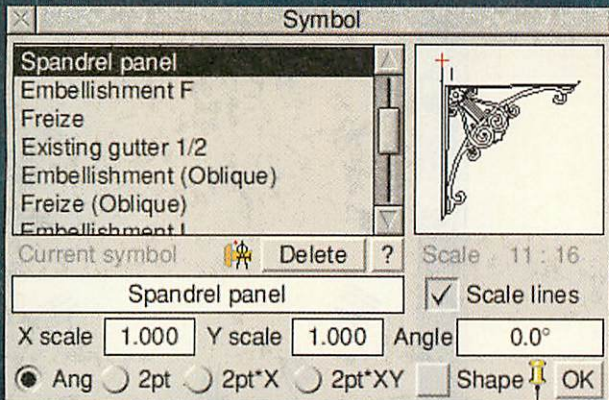 Symbol
Spandrel panel
Embellishment F
Freize
Existing gutter 1/2
Embellishment (Oblique)
Freize (Oblique)
Embellishment L
Current symbol Delete ? Scale 11 : 16
Spandrel panel Scale lines
X scale 1.000 Y scale 1.000 Angle 0.0°
Ang 2pt 2pt*X 2pt*XY Shape OK